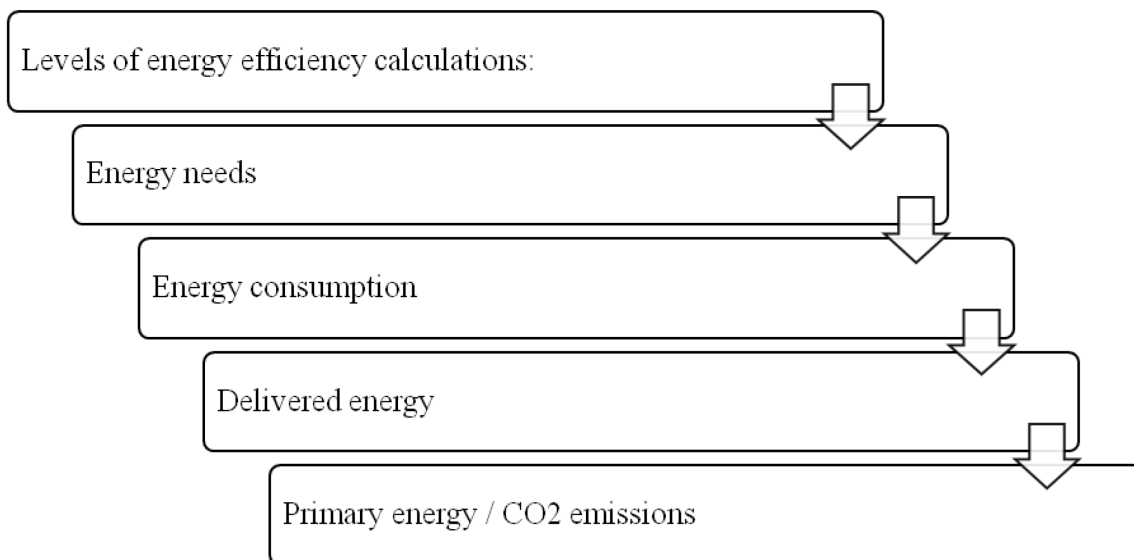 Levels of energy efficiency calculations:
Energy needs
Energy consumption
Delivered energy
Primary energy / CO2 emissions